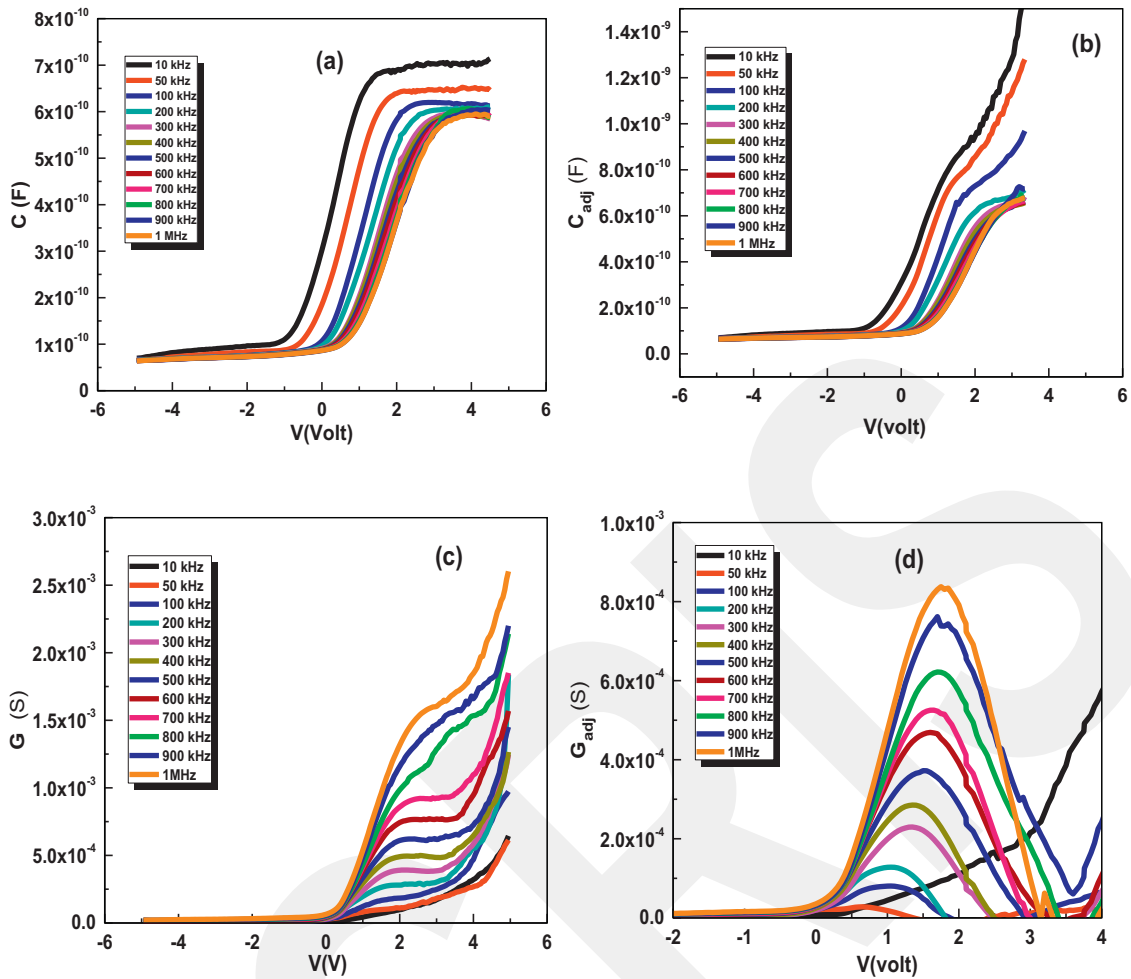 (a)
8x10⁻¹⁰
7x10⁻¹⁰
6x10⁻¹⁰
5x10⁻¹⁰
4x10⁻¹⁰
3x10⁻¹⁰
2x10⁻¹⁰
1x10⁻¹⁰
0
C (F)
10 kHz
50 kHz
100 kHz
200 kHz
300 kHz
400 kHz
500 kHz
600 kHz
700 kHz
800 kHz
900 kHz
1 MHz
-6 -4 -2 0 2 4 6
V(Volt)
(b)
1.4x10⁻⁹
1.2x10⁻⁹
1.0x10⁻⁹
8.0x10⁻¹⁰
6.0x10⁻¹⁰
4.0x10⁻¹⁰
2.0x10⁻¹⁰
0.0
C_adj (F)
10 kHz
50 kHz
100 kHz
200 kHz
300 kHz
400 kHz
500 kHz
600 kHz
700 kHz
800 kHz
900 kHz
1 MHz
-6 -4 -2 0 2 4 6
V(volt)
(c)
3.0x10⁻³
2.5x10⁻³
2.0x10⁻³
1.5x10⁻³
1.0x10⁻³
5.0x10⁻⁴
0.0
G (S)
10 kHz
50 kHz
100 kHz
200 kHz
300 kHz
400 kHz
500 kHz
600 kHz
700 kHz
800 kHz
900 kHz
1MHz
-6 -4 -2 0 2 4 6
V(V)
(d)
1.0x10⁻³
8.0x10⁻⁴
6.0x10⁻⁴
4.0x10⁻⁴
2.0x10⁻⁴
0.0
G_adj (S)
10 kHz
50 kHz
100 kHz
200 kHz
300 kHz
400 kHz
500 kHz
600 kHz
700 kHz
800 kHz
900 kHz
1MHz
-2 -1 0 1 2 3 4
V(volt)